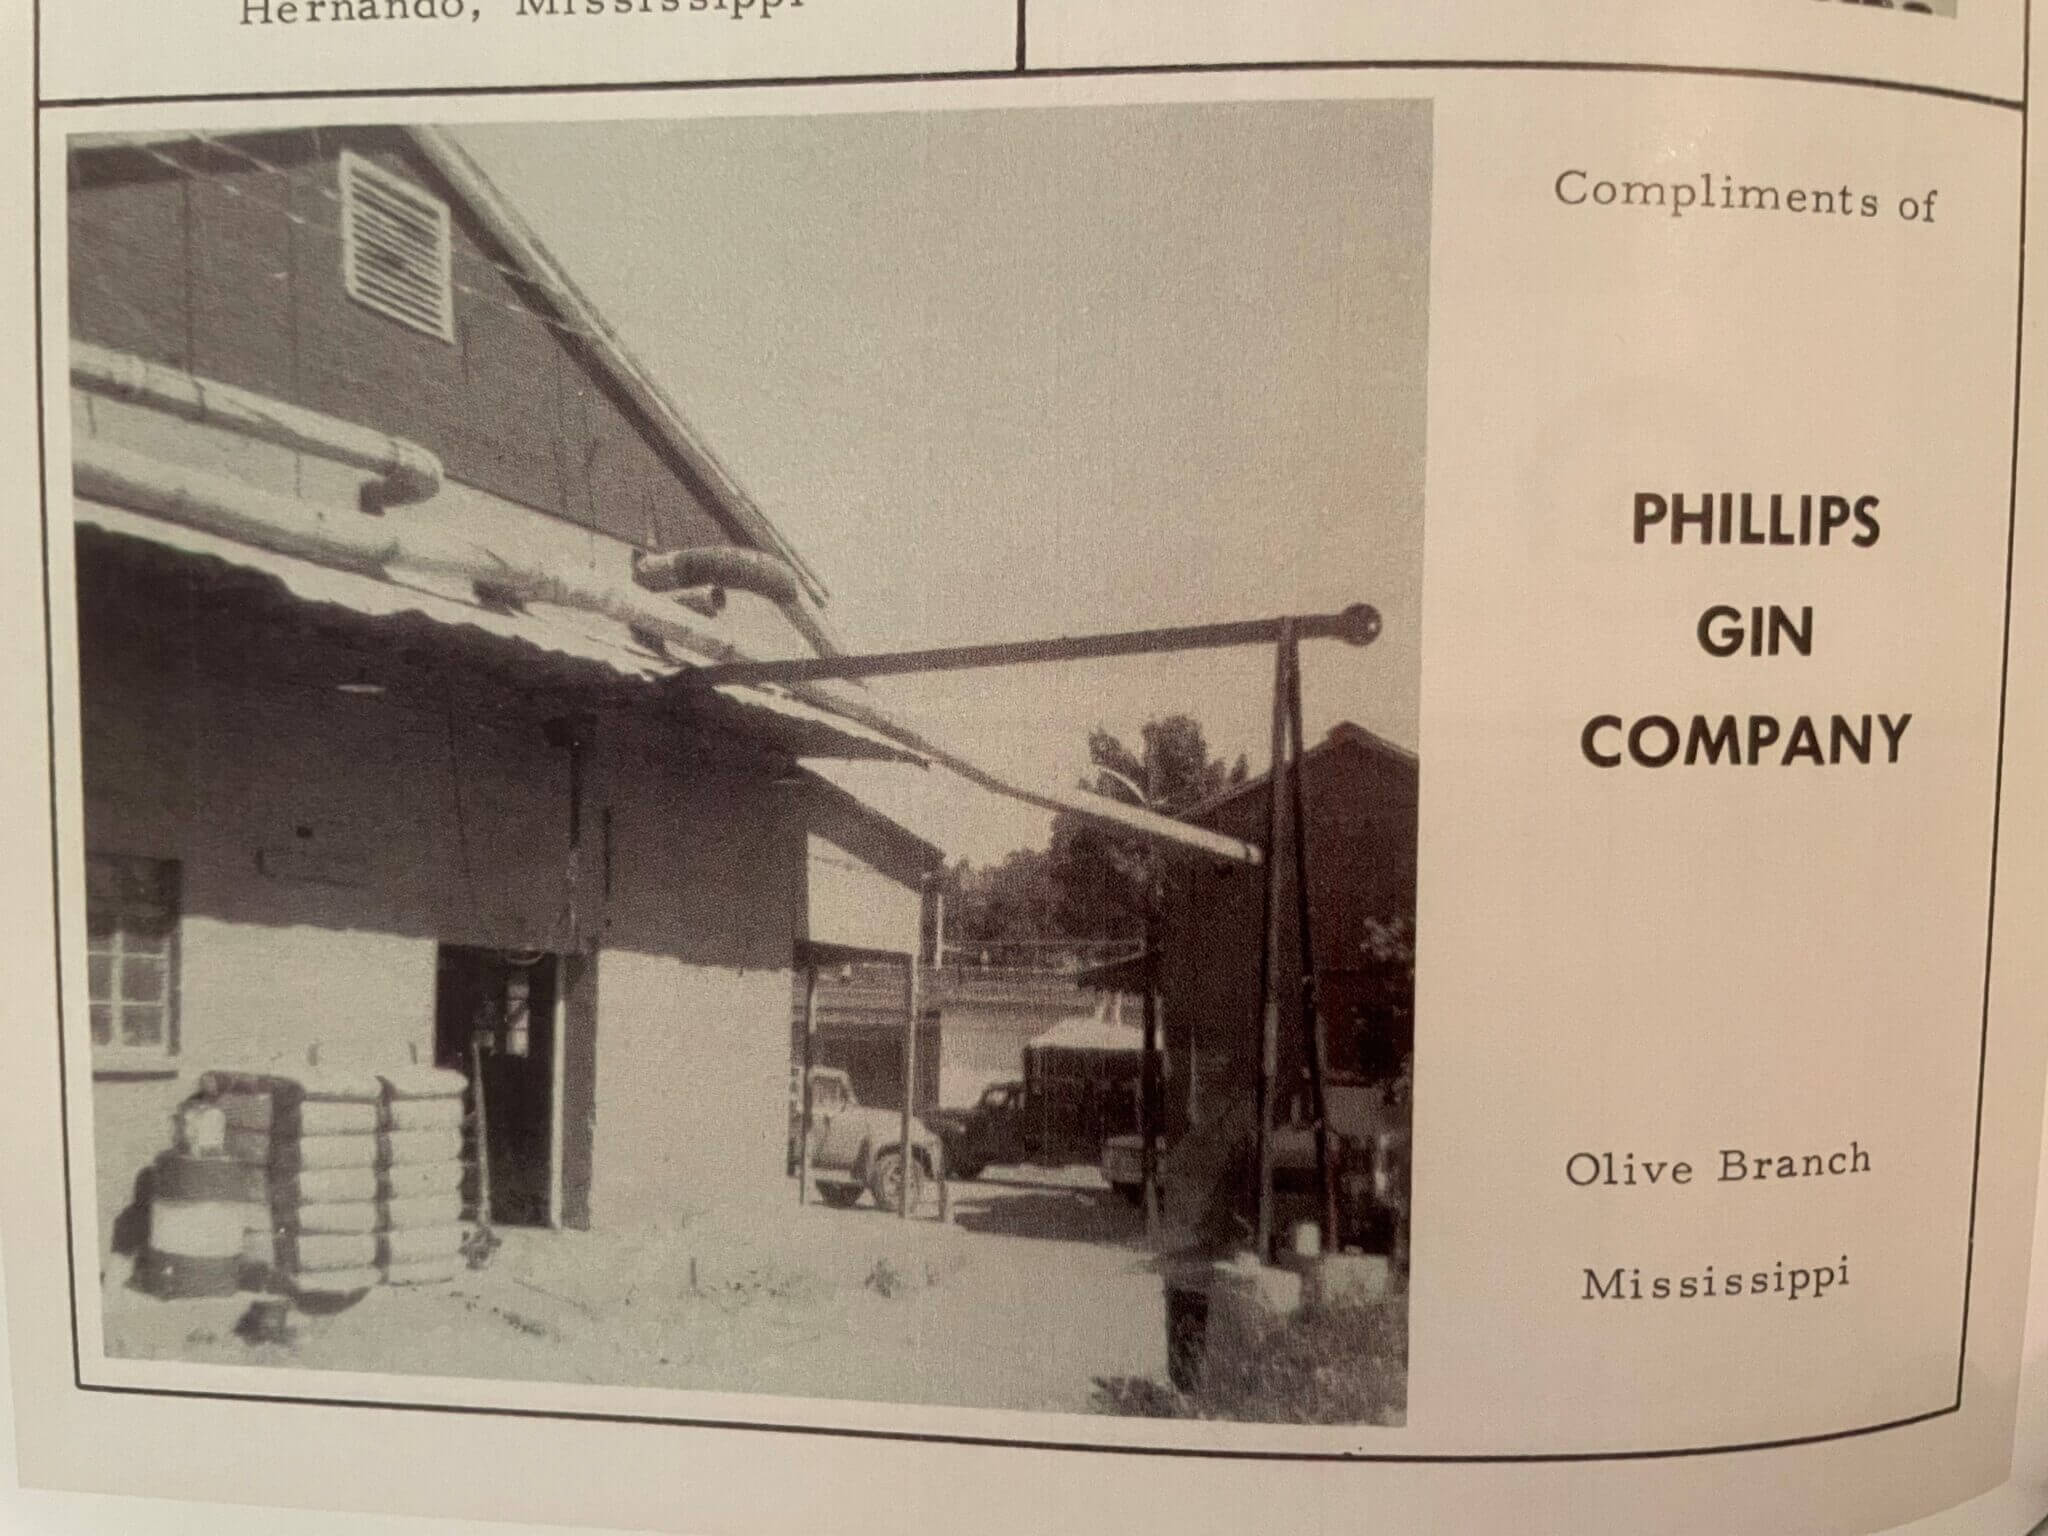 Hernando, Mississippi
Compliments of
PHILLIPS
GIN
COMPANY
Olive Branch
Mississippi